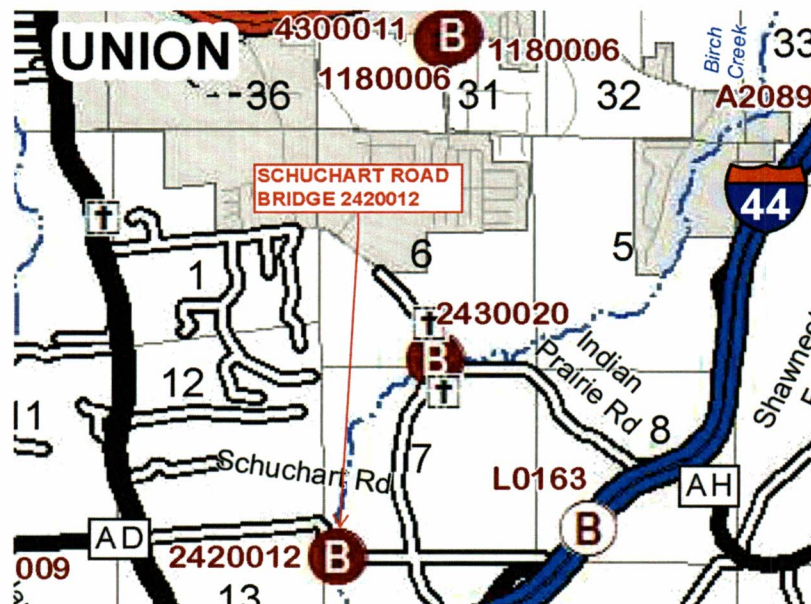 UNION
4300011
B
1180006
1180006
36
31
32
33
Birch
Creek
A2089
SCHUCHART ROAD
BRIDGE 2420012
44
6
5
1
2430020
B
Indian
Prairie Rd
12
11
8
7
Schuchart Rd
L0163
AH
B
AD
2420012
B
009
13